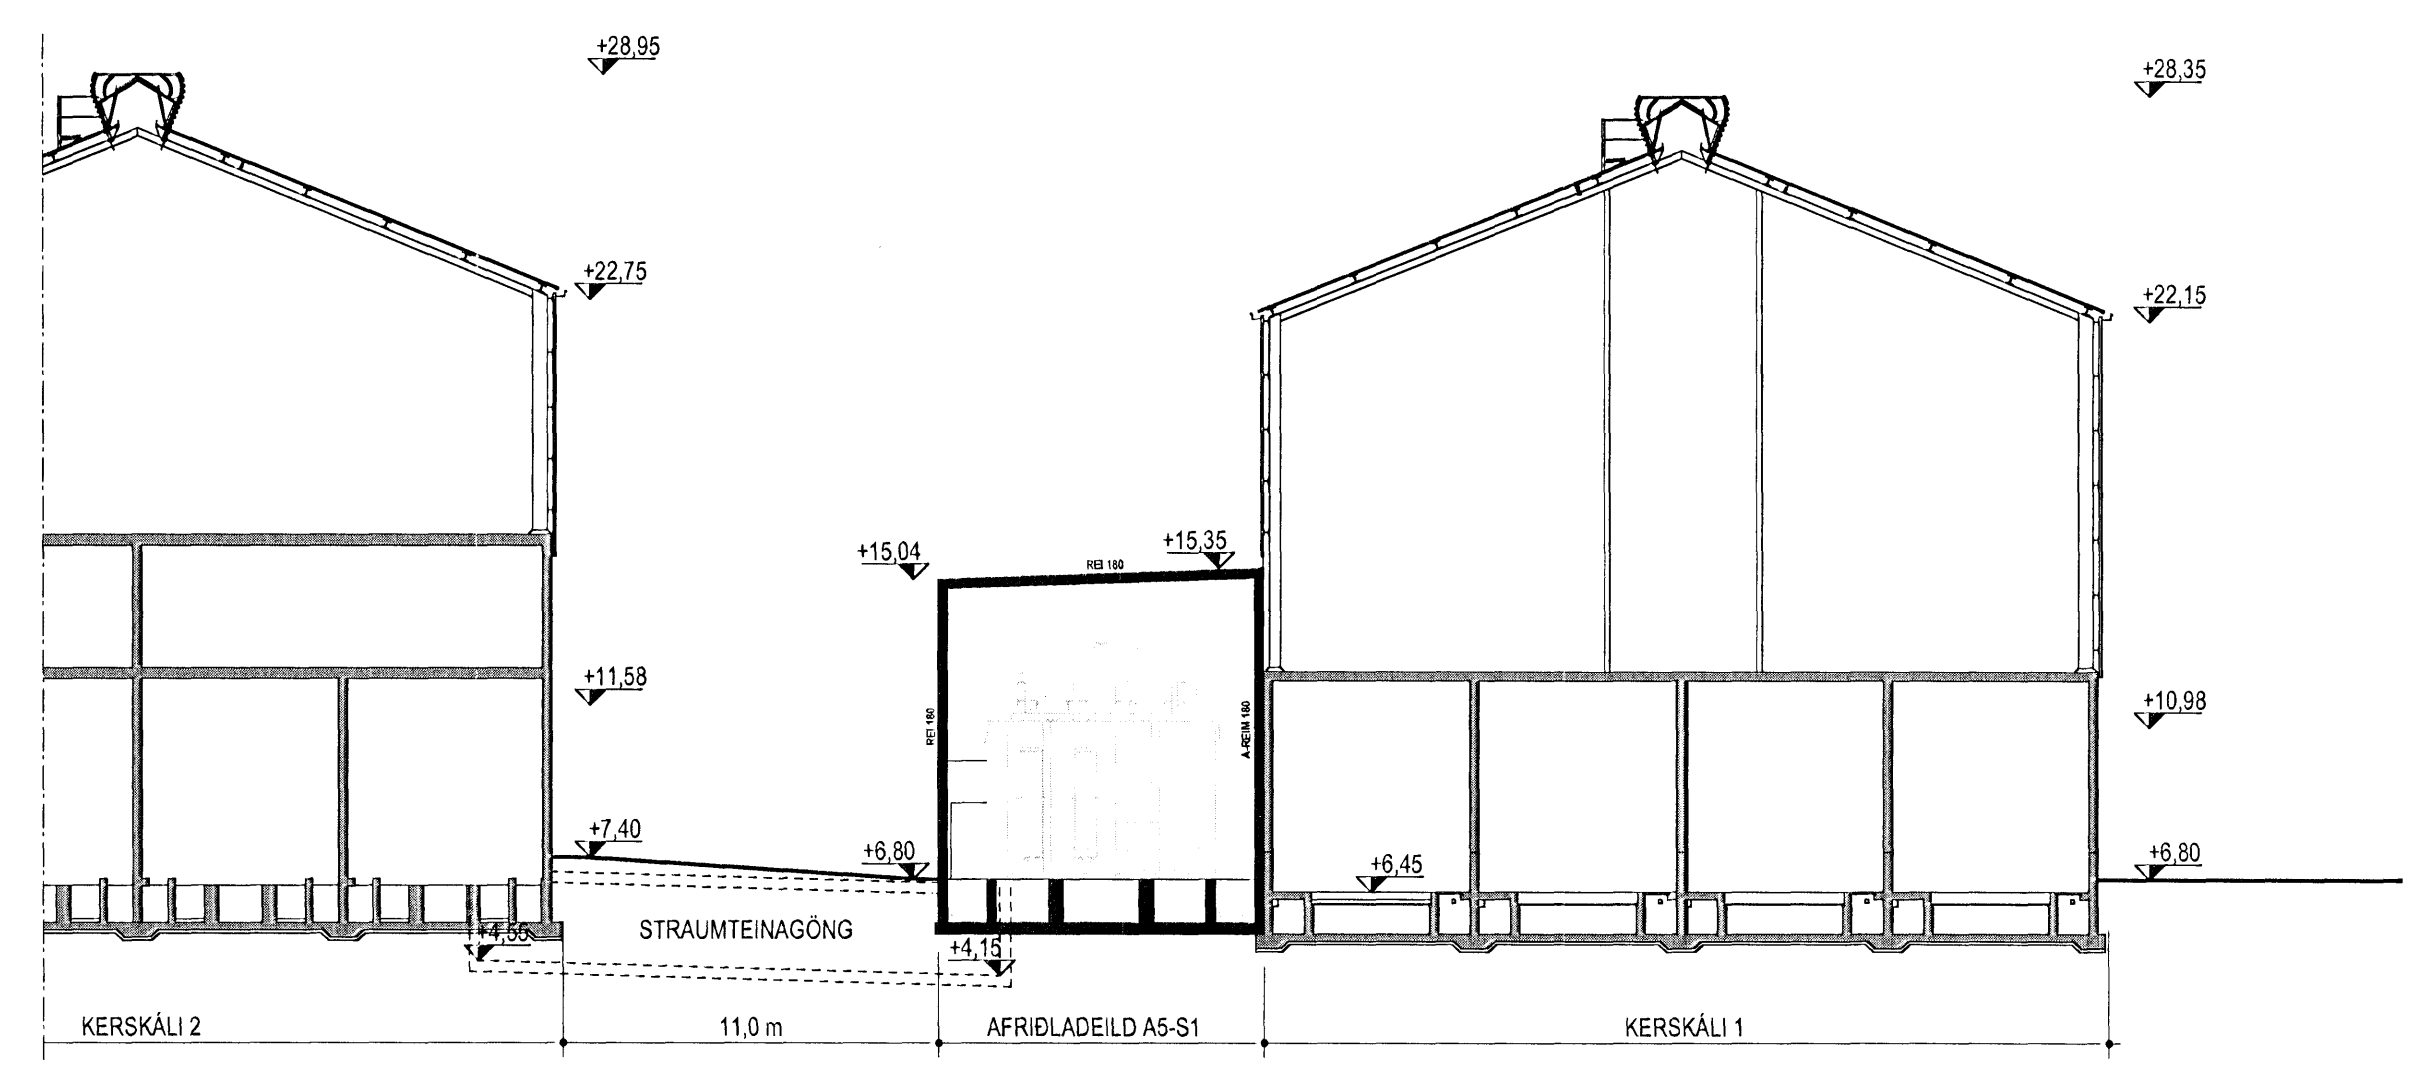 +28,95
+28,35
+22,75
+22,15
+15,04
+15,35
REI 180
+11,58
REI 180
A-REIM 180
+10,98
+7,40
+6,80
+6,45
+6,80
+4,55
STRAUMTEINAGÖNG
+4,15
KERSKÁLI 2
11,0 m
AFRIÐLADEILD A5-S1
KERSKÁLI 1